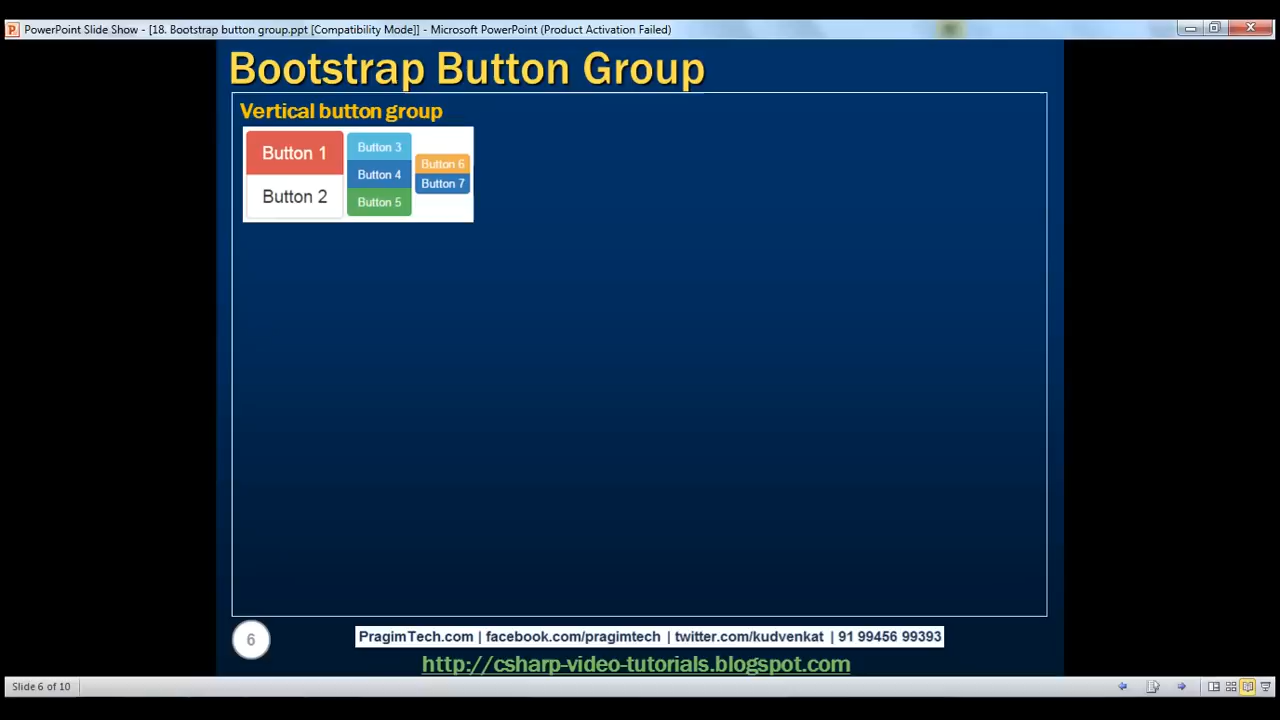 PowerPoint Slide Show - [18. Bootstrap button group.ppt [Compatibility Mode]] - Microsoft PowerPoint (Product Activation Failed)
Bootstrap Button Group
Vertical button group
Button 1
Button 2
Button 3
Button 4
Button 5
Button 6
Button 7
6
PragimTech.com | facebook.com/pragimtech | twitter.com/kudvenkat | 91 99456 99393
http://csharp-video-tutorials.blogspot.com
Slide 6 of 10